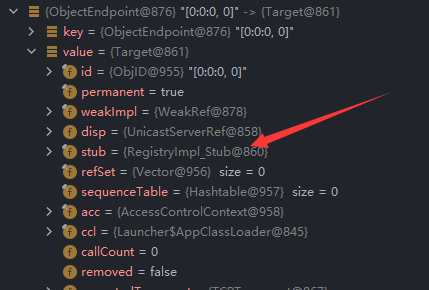 {ObjectEndpoint@876} "[0:0:0, 0]" -> {Target@861}
key = {ObjectEndpoint@876} "[0:0:0, 0]"
value = {Target@861}
id = {ObjID@955} "[0:0:0, 0]"
permanent = true
weakImpl = {WeakRef@878}
disp = {UnicastServerRef@858}
stub = {RegistryImpl_Stub@860}
refSet = {Vector@956} size = 0
sequenceTable = {Hashtable@957} size = 0
acc = {AccessControlContext@958}
ccl = {Launcher$AppClassLoader@845}
callCount = 0
removed = false